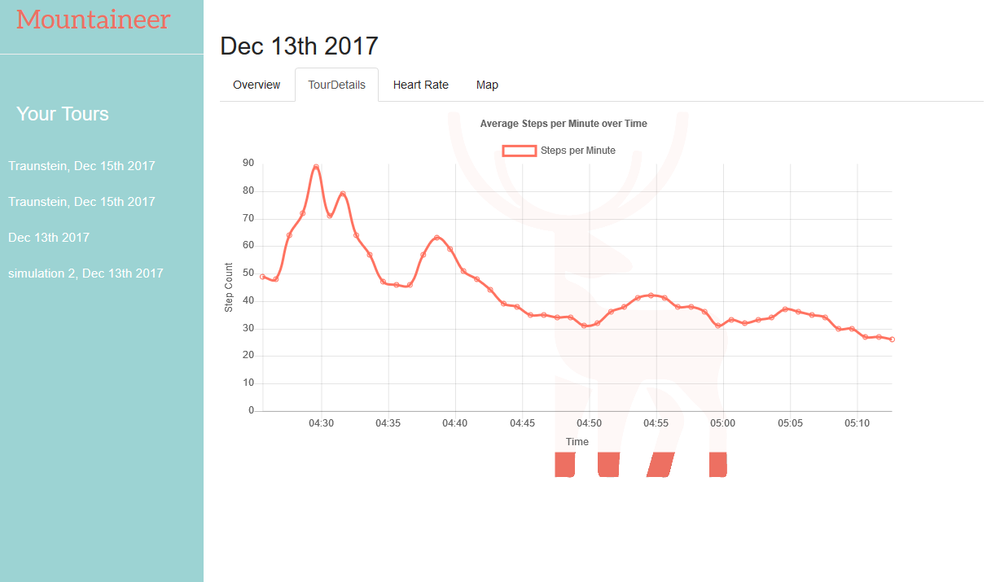 Mountaineer
Your Tours
Traunstein, Dec 15th 2017
Traunstein, Dec 15th 2017
Dec 13th 2017
simulation 2, Dec 13th 2017
Dec 13th 2017
Overview TourDetails Heart Rate Map
Average Steps per Minute over Time
Steps per Minute
Step Count
90
80
70
60
50
40
30
20
10
0
04:30 04:35 04:40 04:45 04:50 04:55 05:00 05:05 05:10
Time